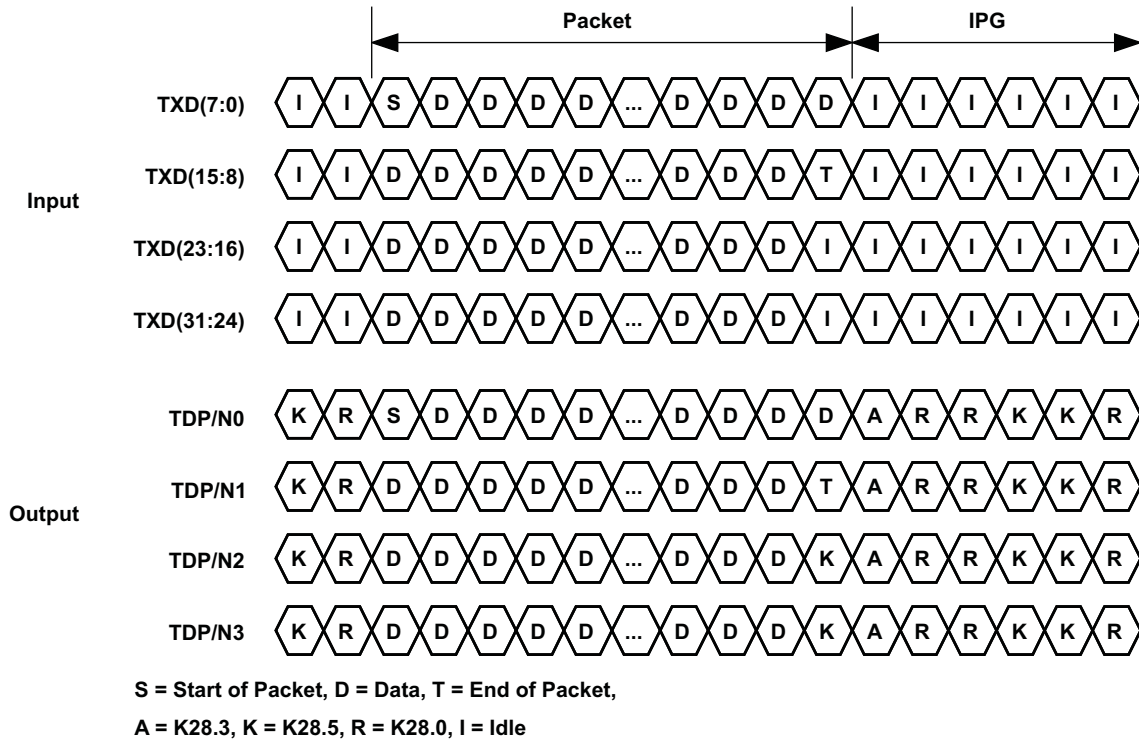 Packet IPG
Input
TXD(7:0) I I S D D D D ... D D D D I I I I I I
TXD(15:8) I I D D D D D ... D D D T I I I I I I
TXD(23:16) I I D D D D D ... D D D I I I I I I I
TXD(31:24) I I D D D D D ... D D D I I I I I I I
Output
TDP/N0 K R S D D D D ... D D D D A R R K K R
TDP/N1 K R D D D D D ... D D D T A R R K K R
TDP/N2 K R D D D D D ... D D D K A R R K K R
TDP/N3 K R D D D D D ... D D D K A R R K K R
S = Start of Packet, D = Data, T = End of Packet,
A = K28.3, K = K28.5, R = K28.0, I = Idle